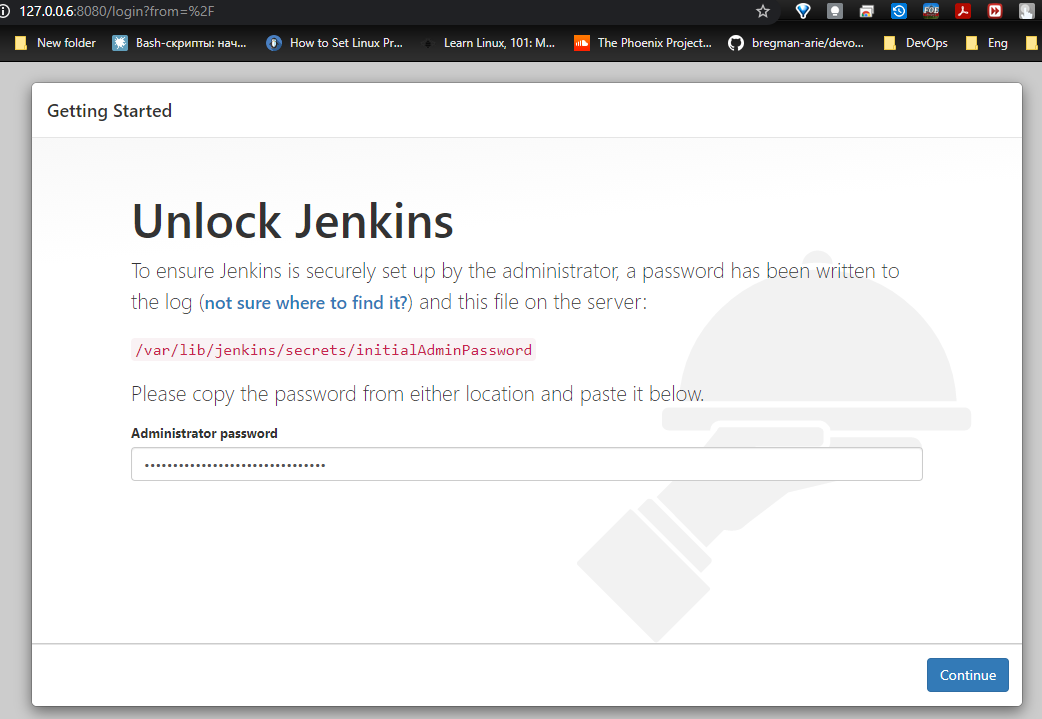 127.0.0.6:8080/login?from=%2F
FOE
New folder Bash-скрипты: нач... How to Set Linux Pr... Learn Linux, 101: M... The Phoenix Project... bregman-arie/devo... DevOps Eng
Getting Started
Unlock Jenkins
To ensure Jenkins is securely set up by the administrator, a password has been written to
the log (not sure where to find it?) and this file on the server:
/var/lib/jenkins/secrets/initialAdminPassword
Please copy the password from either location and paste it below.
Administrator password
Continue